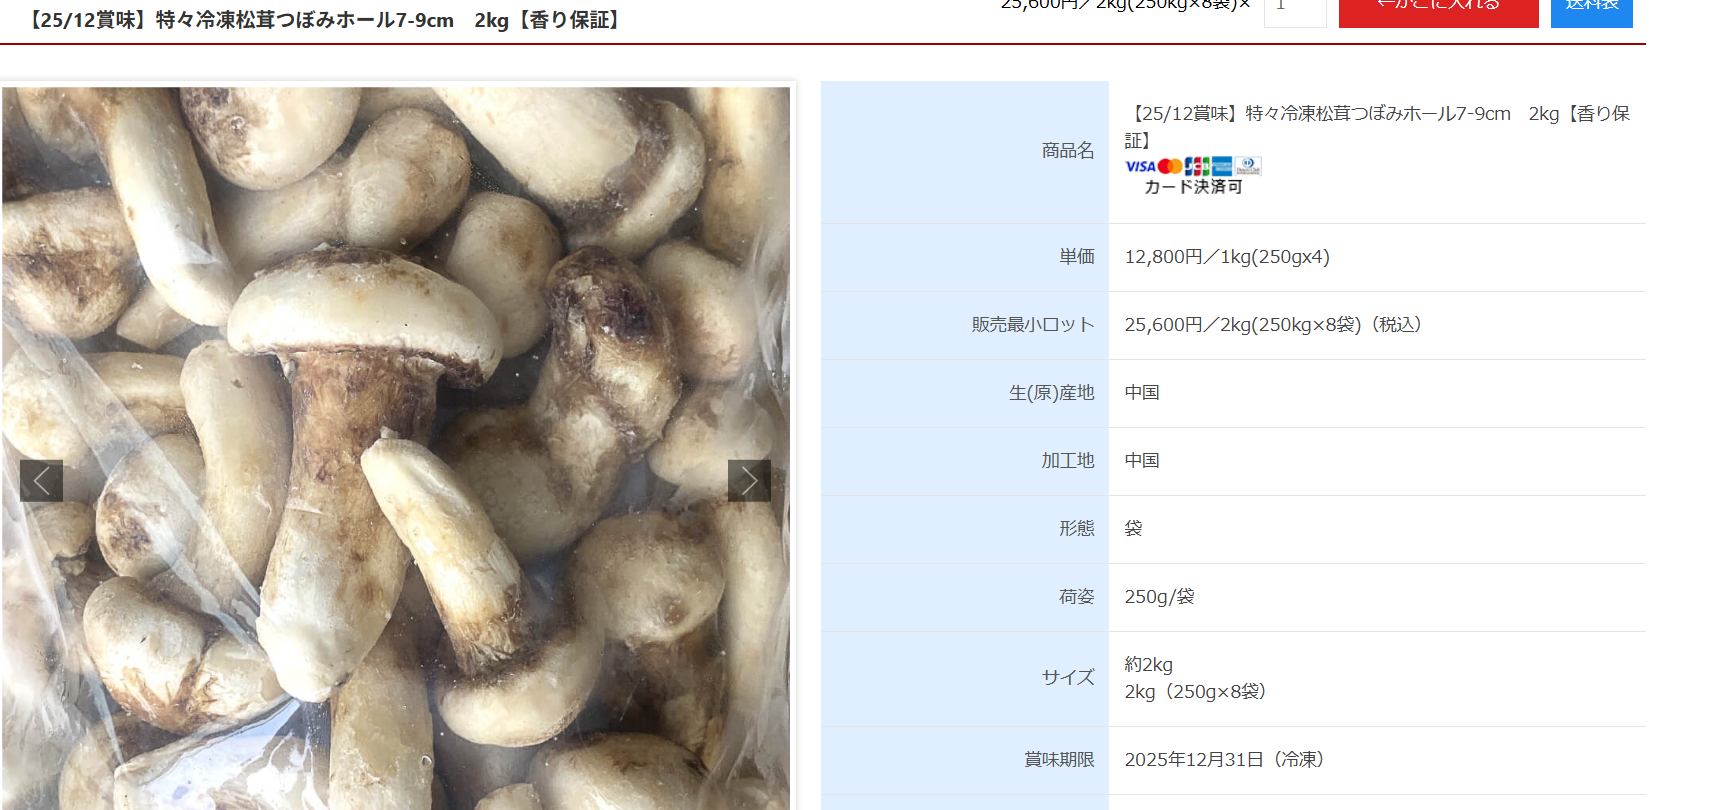 【25/12賞味】特々冷凍松茸つぼみホール7-9cm　2kg【香り保証】
25,600円／2kg(250kg×8袋)×
1
←かごに入れる
送料表
商品名
【25/12賞味】特々冷凍松茸つぼみホール7-9cm　2kg【香り保
証】
VISA JCB
カード決済可
単価
12,800円／1kg(250gx4)
販売最小ロット
25,600円／2kg(250kg×8袋)（税込）
生(原)産地
中国
加工地
中国
形態
袋
荷姿
250g/袋
サイズ
約2kg
2kg（250g×8袋）
賞味期限
2025年12月31日（冷凍）